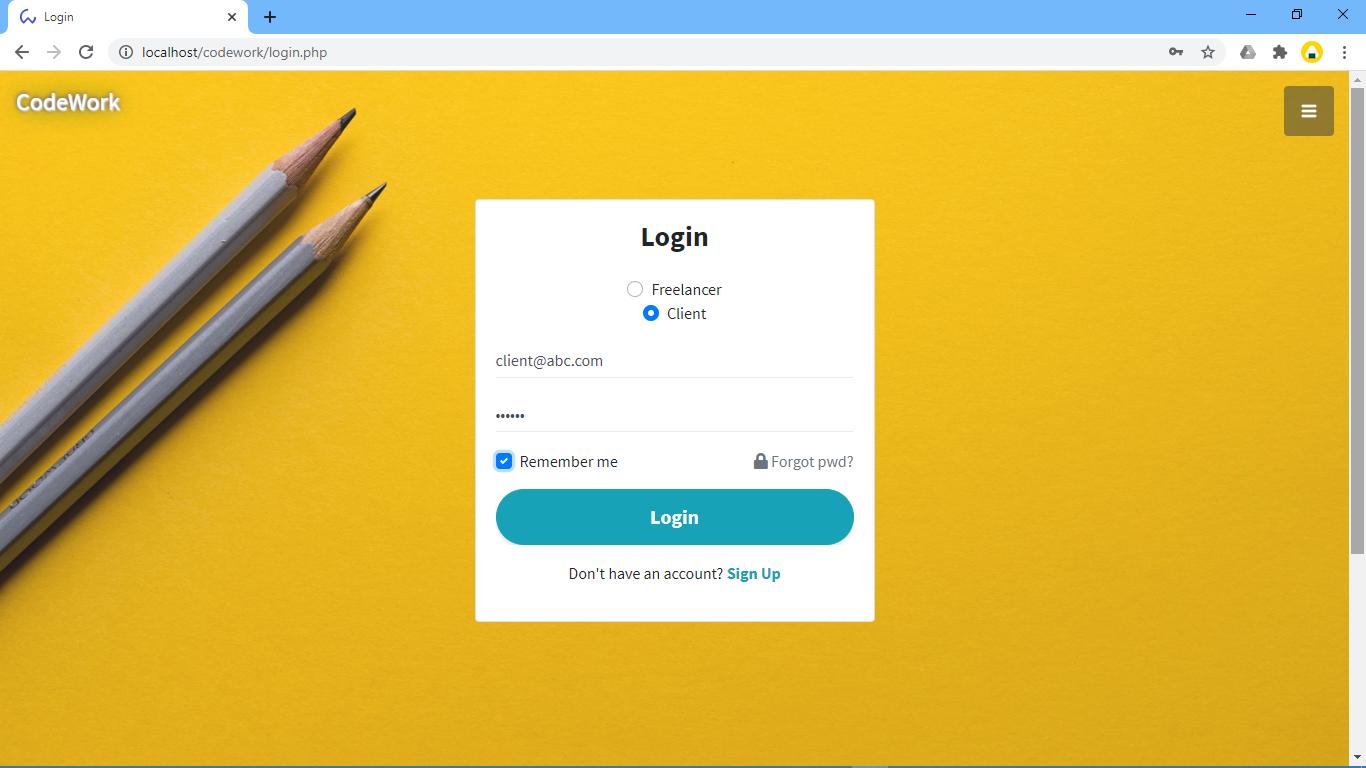 Login
localhost/codework/login.php
CodeWork
Login
Freelancer
Client
client@abc.com
••••••
Remember me
Forgot pwd?
Login
Don't have an account? Sign Up